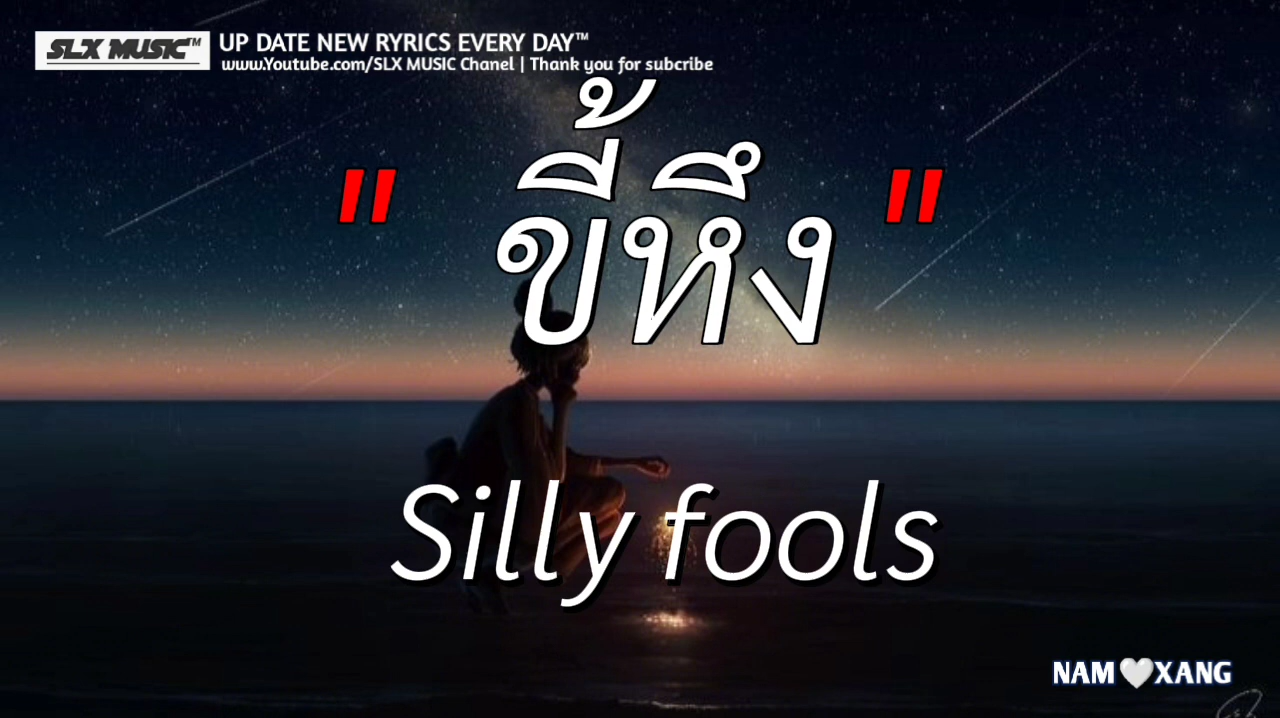 SLX MUSIC™
UP DATE NEW RYRICS EVERY DAY™
www.Youtube.com/SLX MUSIC Chanel | Thank you for subcribe
" ขี้หึง "
Silly fools
NAM🤍XANG